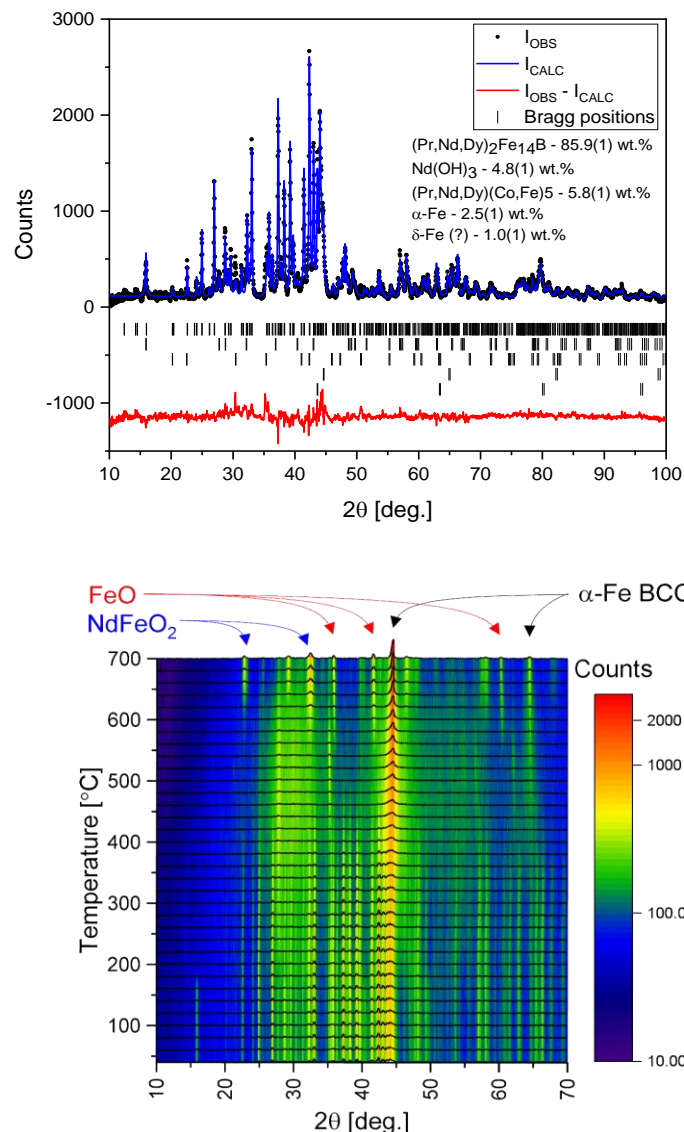 I_OBS
I_CALC
I_OBS - I_CALC
Bragg positions
(Pr,Nd,Dy)2Fe14B - 85.9(1) wt.%
Nd(OH)3 - 4.8(1) wt.%
(Pr,Nd,Dy)(Co,Fe)5 - 5.8(1) wt.%
α-Fe - 2.5(1) wt.%
δ-Fe (?) - 1.0(1) wt.%
3000
2000
1000
0
-1000
Counts
10 20 30 40 50 60 70 80 90 100
2θ [deg.]
FeO
α-Fe BCC
NdFeO2
Counts
700
600
500
400
300
200
100
Temperature [°C]
2000
1000
100.0
10.00
10 20 30 40 50 60 70
2θ [deg.]